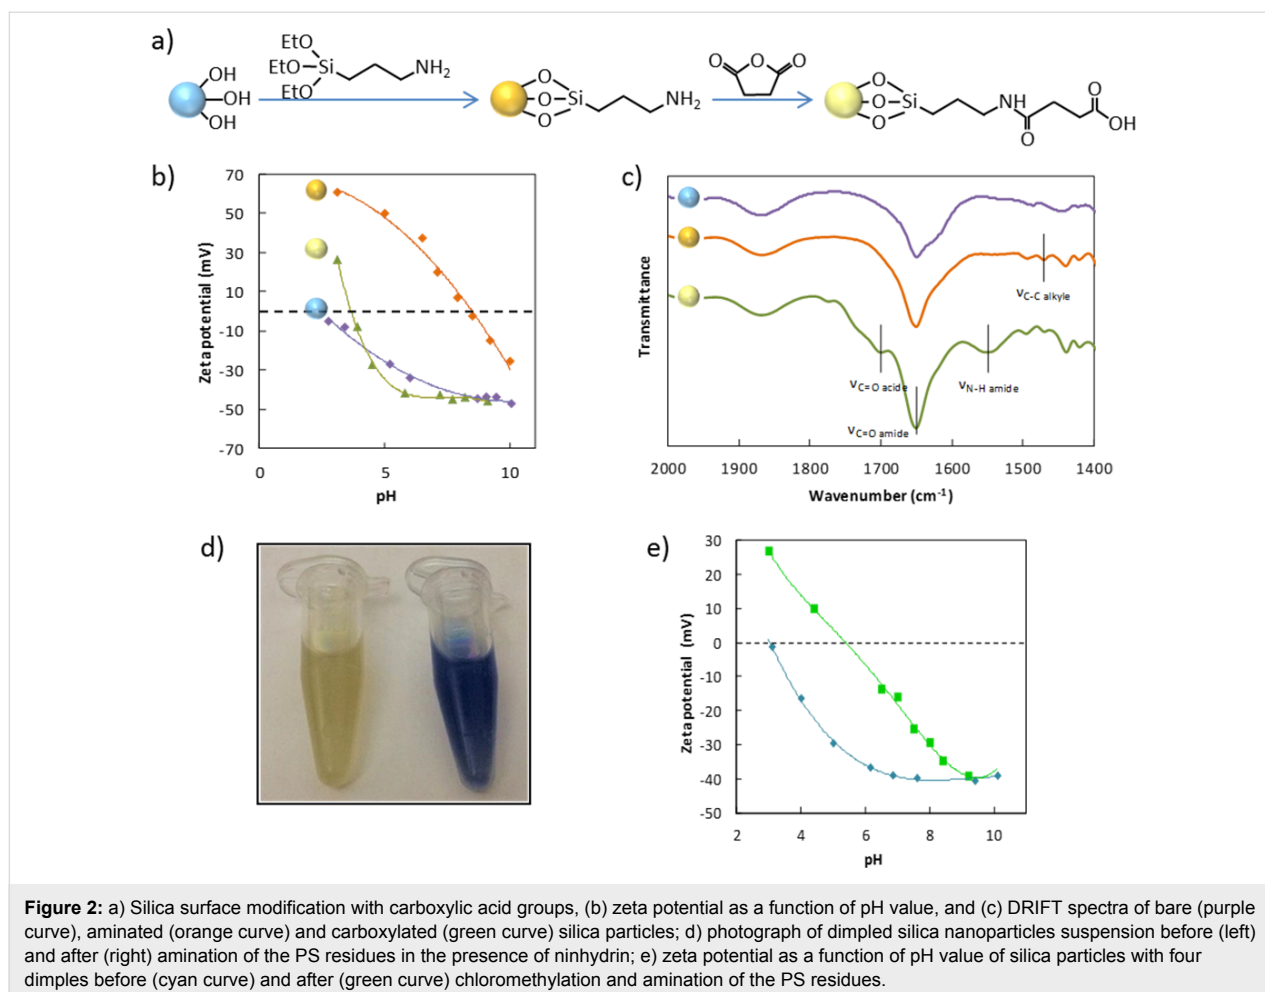 a)
EtO
EtO
EtO
Si
NH2
OH
OH
OH
O
O
O
Si
NH2
O
O
O
O
O
O
Si
NH
O
O
OH
b)
70
50
30
10
-10
-30
-50
-70
Zetapotential (mV)
0 5 10
pH
c)
Transmittance
νC-C alkyle
νC=O acide
νN-H amide
νC=O amide
2000 1900 1800 1700 1600 1500 1400
Wavenumber (cm-1)
d)
e)
30
20
10
0
-10
-20
-30
-40
-50
Zetapotential (mV)
2 4 6 8 10
pH
Figure 2: a) Silica surface modification with carboxylic acid groups, (b) zeta potential as a function of pH value, and (c) DRIFT spectra of bare (purple
curve), aminated (orange curve) and carboxylated (green curve) silica particles; d) photograph of dimpled silica nanoparticles suspension before (left)
and after (right) amination of the PS residues in the presence of ninhydrin; e) zeta potential as a function of pH value of silica particles with four
dimples before (cyan curve) and after (green curve) chloromethylation and amination of the PS residues.